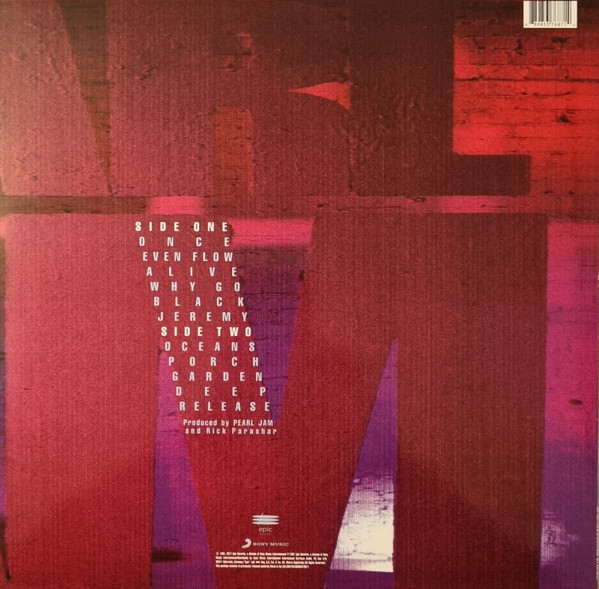 SIDE ONE
ONCE
EVEN FLOW
ALIVE
WHY GO
BLACK
JEREMY
SIDE TWO
OCEANS
PORCH
GARDEN
DEEP
RELEASE
Produced by PEARL JAM
and Rick Parashar
epic
SONY MUSIC